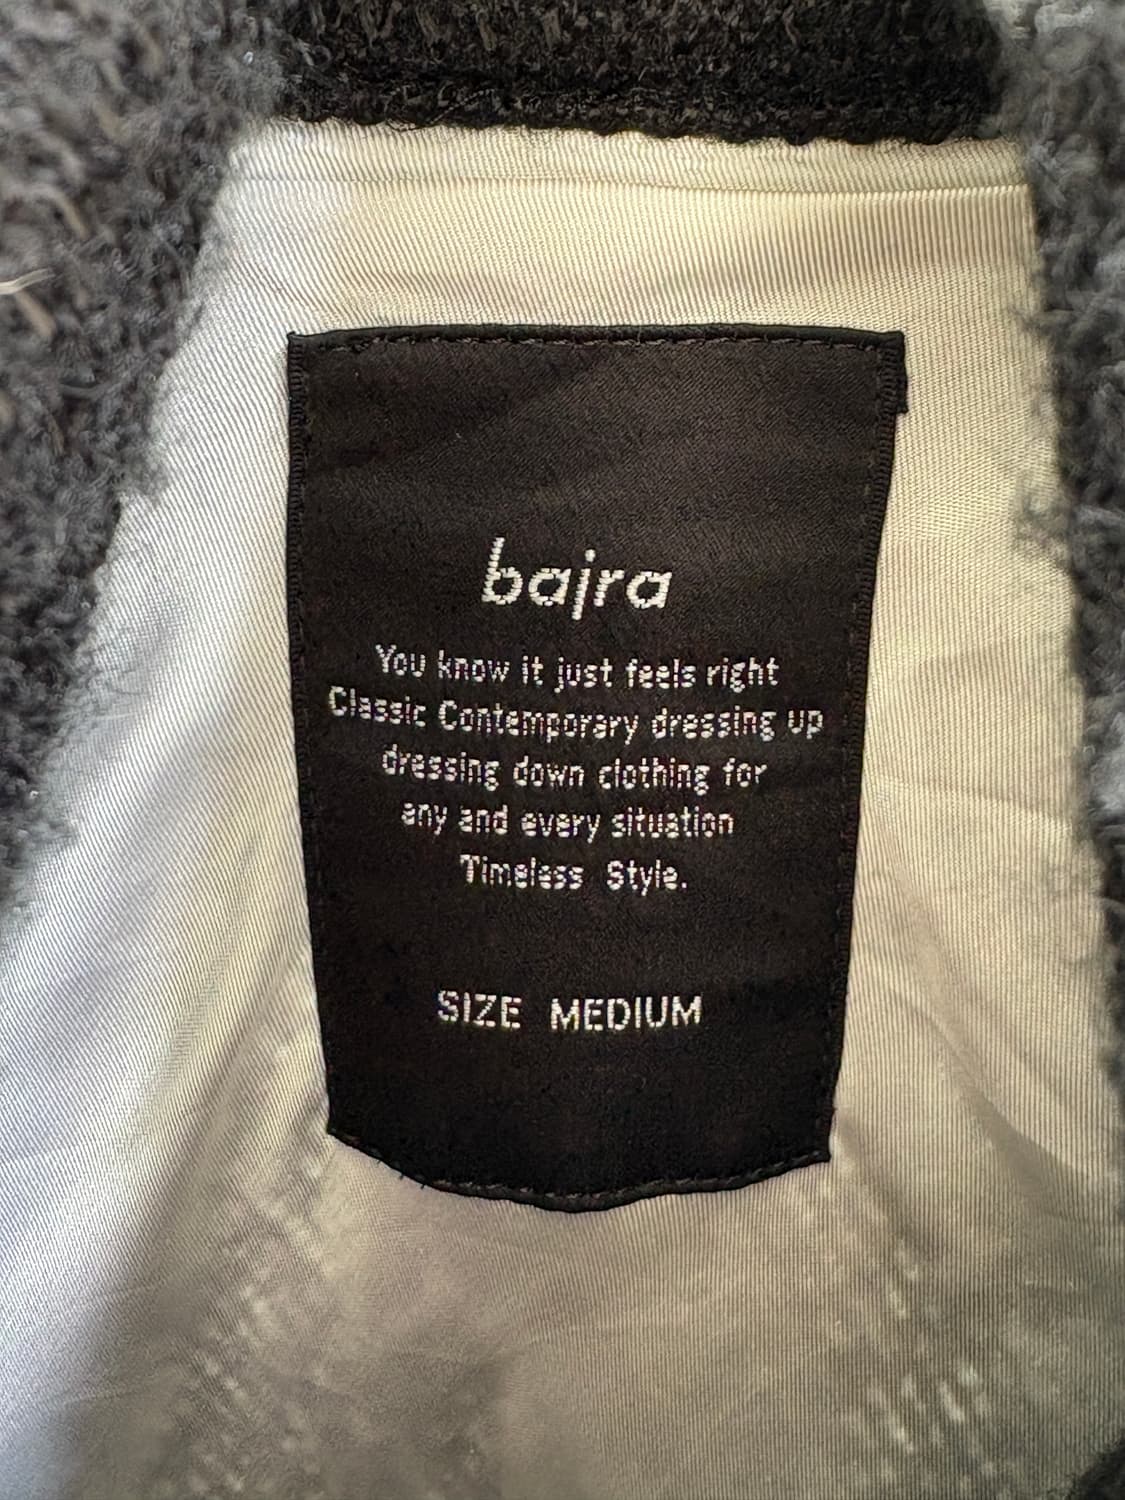 bajra
You know it just feels right
Classic Contemporary dressing up
dressing down clothing for
any and every situation
Timeless Style.
SIZE MEDIUM